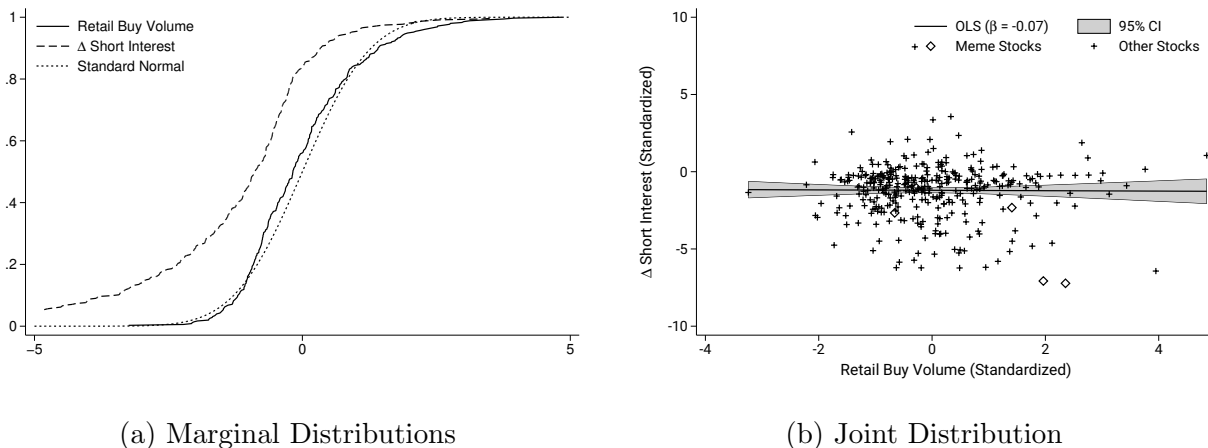 1
.8
.6
.4
.2
0
−5
0
5
Retail Buy Volume
Δ Short Interest
Standard Normal
10
5
0
-5
-10
-4
-2
0
2
4
Δ Short Interest (Standardized)
Retail Buy Volume (Standardized)
OLS (β = -0.07)
95% CI
Meme Stocks
Other Stocks
(a) Marginal Distributions
(b) Joint Distribution